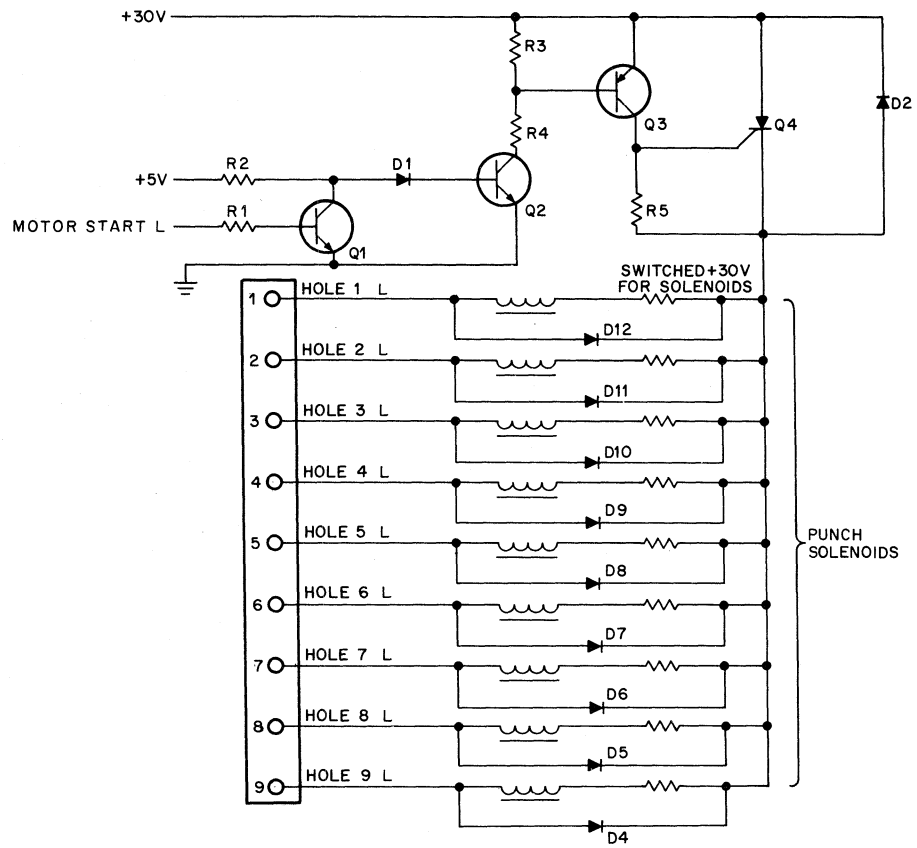 +30V
R3
D2
Q3
Q4
R4
R2
D1
+5V
Q2
R5
R1
MOTOR START L
Q1
SWITCHED +30V
FOR SOLENOIDS
1
HOLE 1 L
D12
2
HOLE 2 L
D11
3
HOLE 3 L
D10
4
HOLE 4 L
D9
5
HOLE 5 L
PUNCH
SOLENOIDS
D8
6
HOLE 6 L
D7
7
HOLE 7 L
D6
8
HOLE 8 L
D5
9
HOLE 9 L
D4